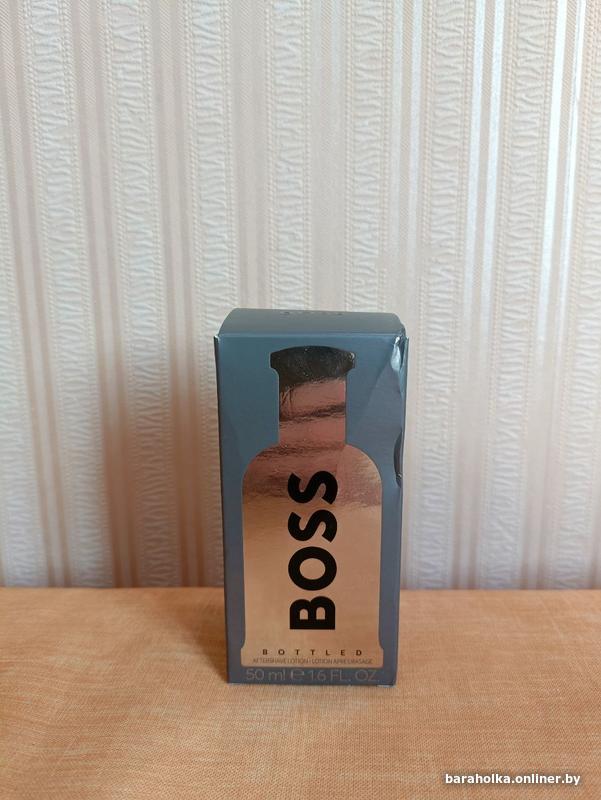 BOSS
BOTTLED
AFTERSHAVE LOTION • LOTION APRÈS RASAGE
50 ml ℮ 1.6 FL. OZ.
baraholka.onliner.by